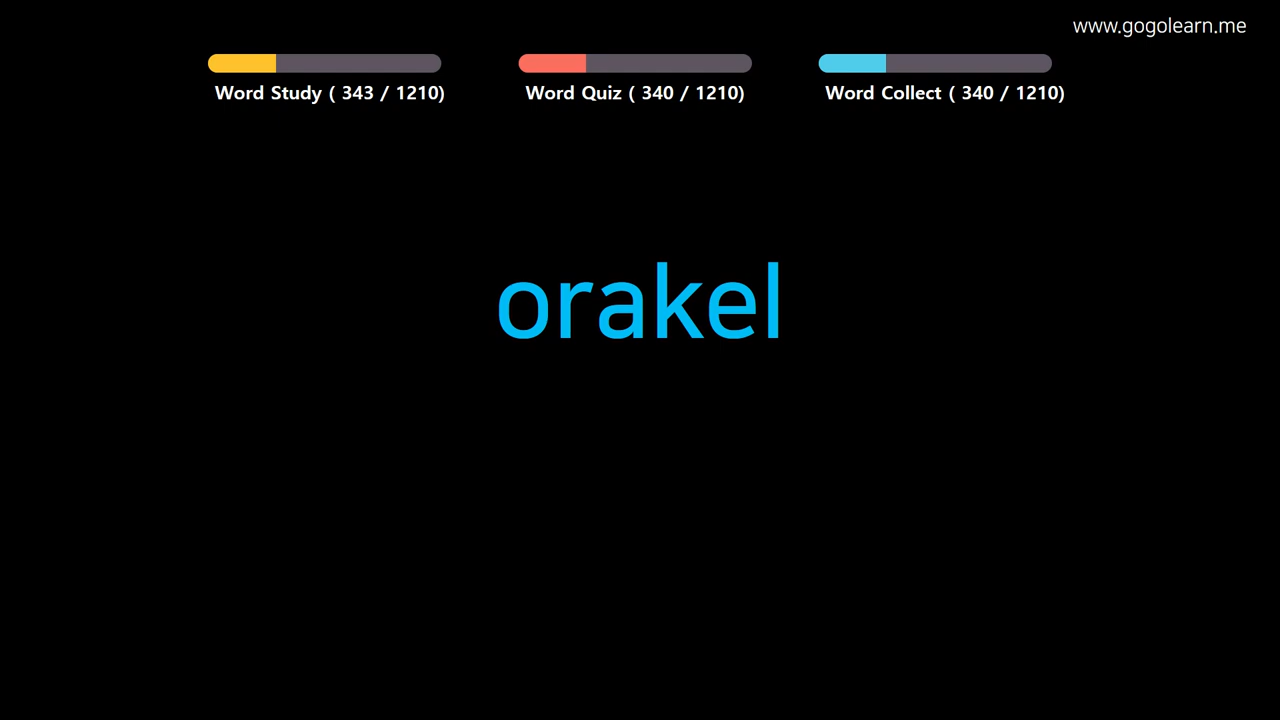 www.gogolearn.me
Word Study ( 343 / 1210)
Word Quiz ( 340 / 1210)
Word Collect ( 340 / 1210)
orakel